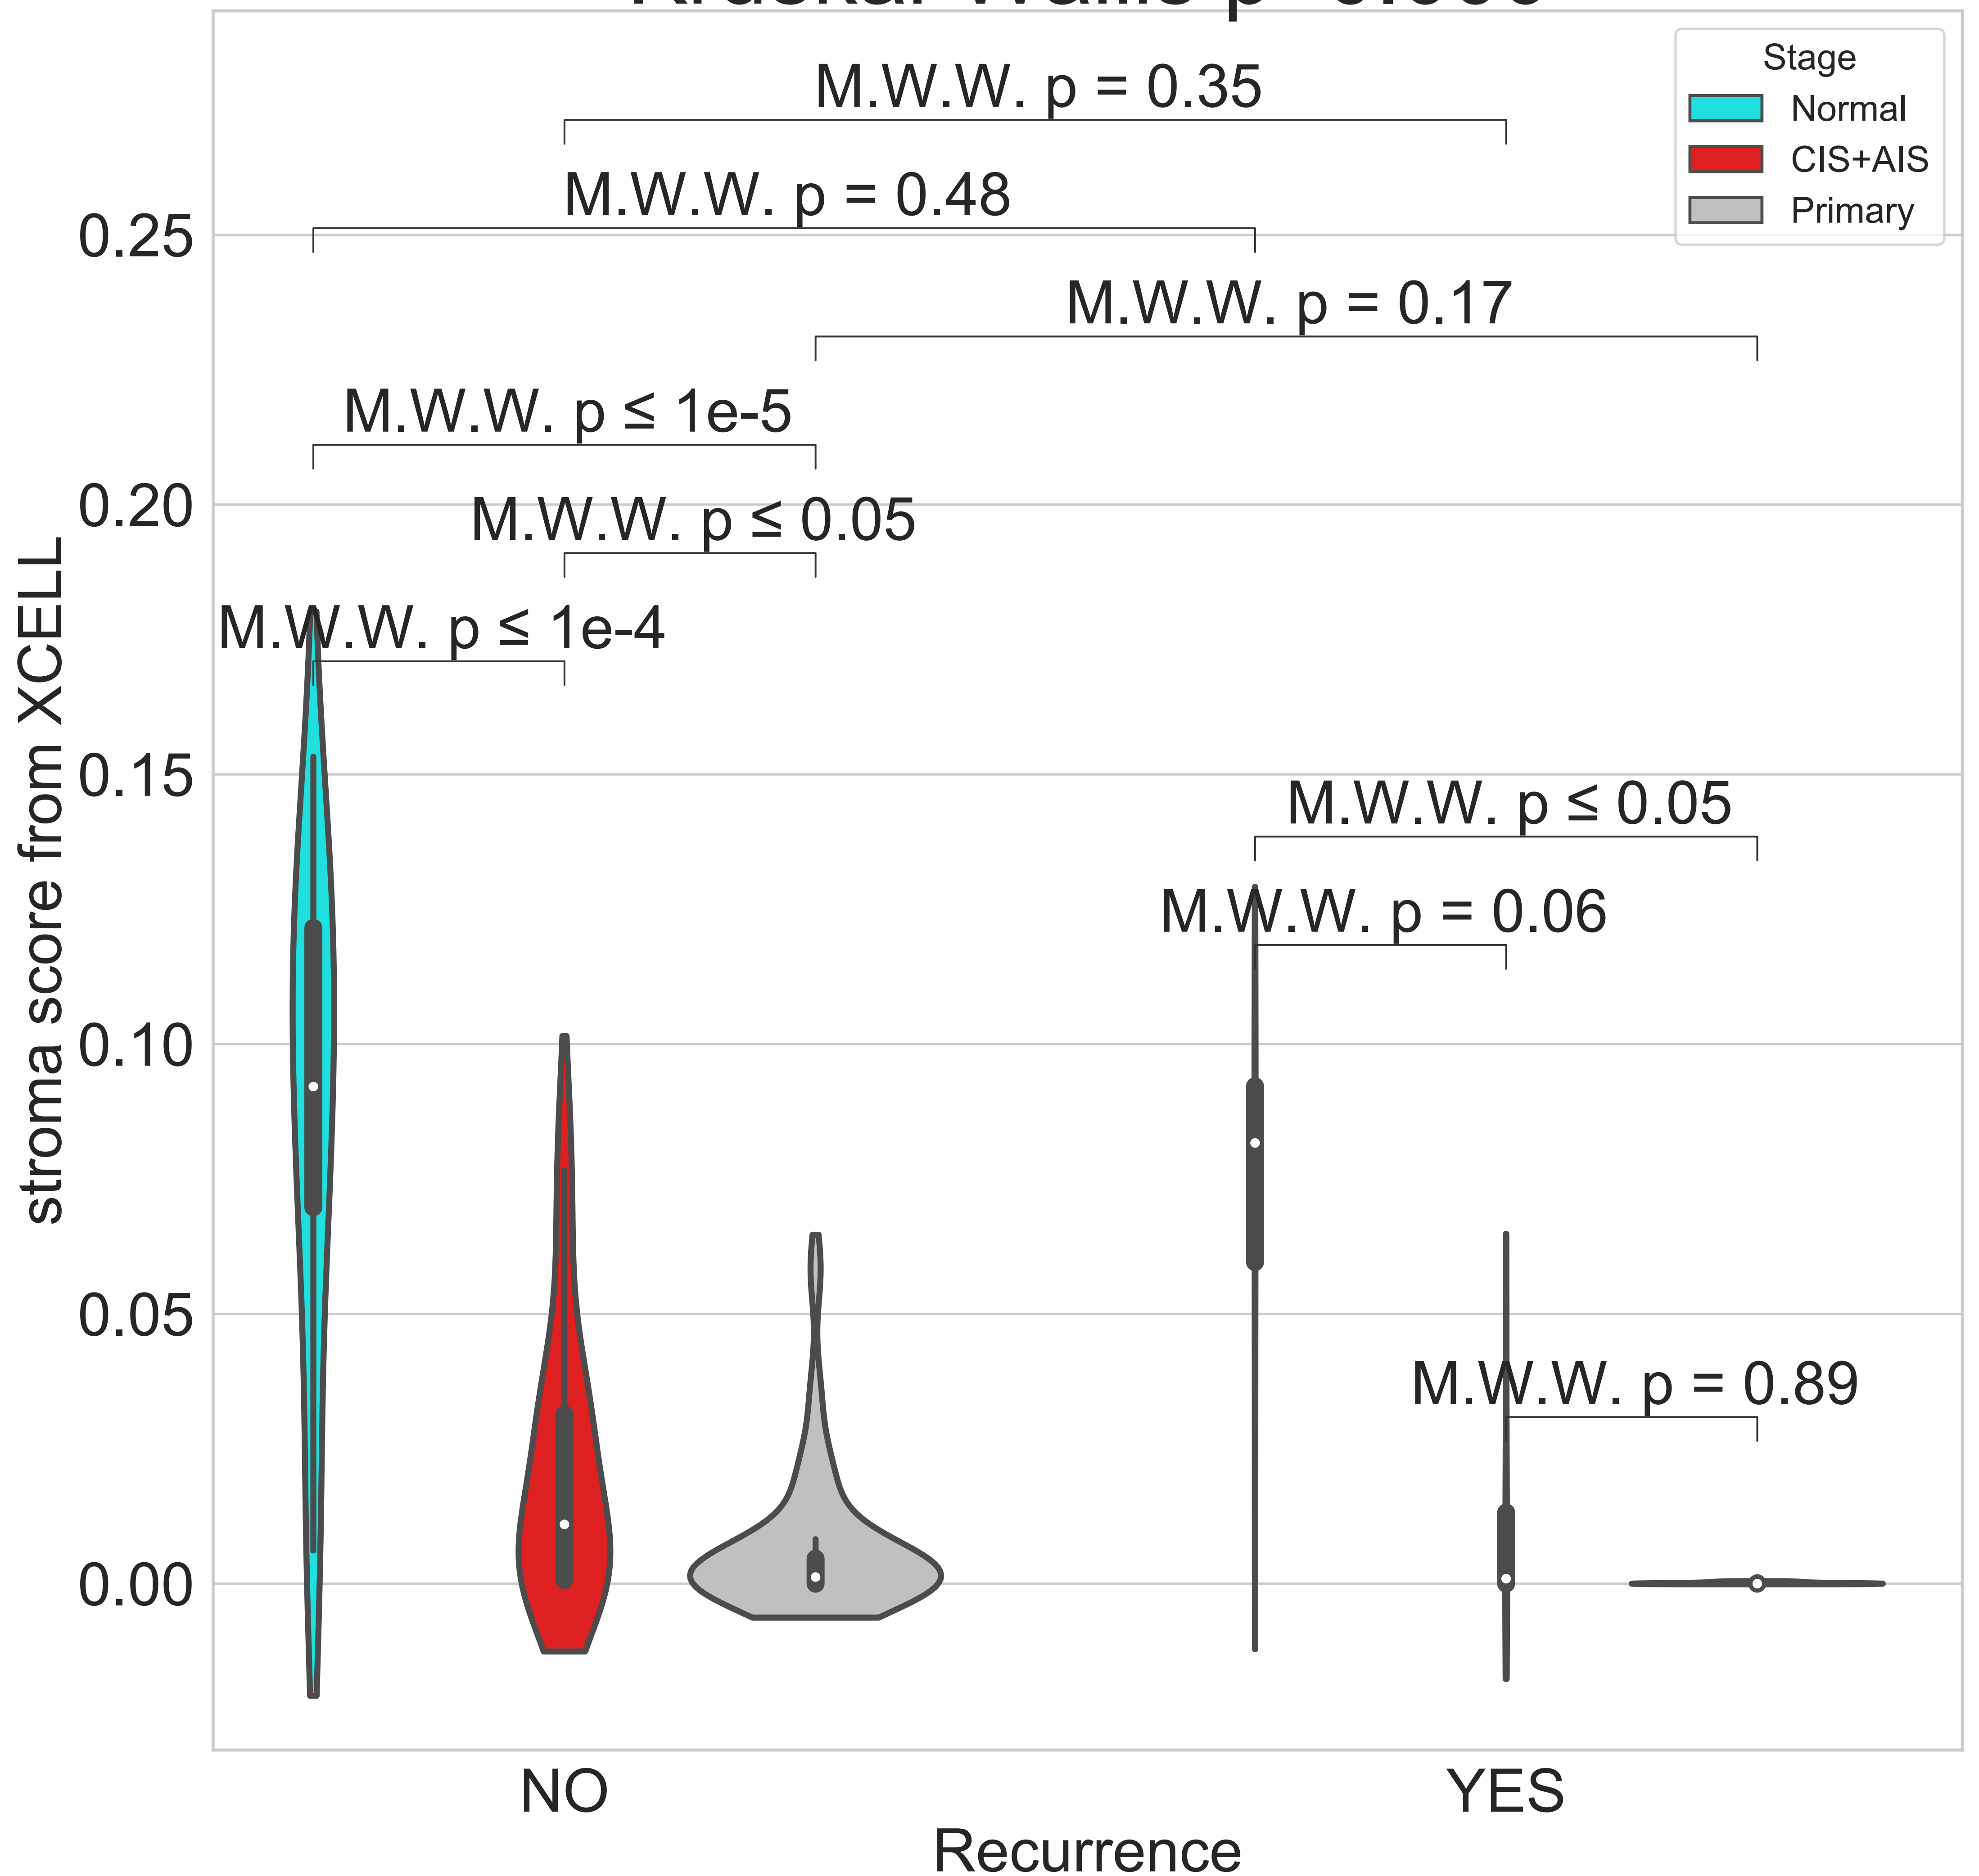 Stage
Normal
CIS+AIS
Primary
M.W.W. p = 0.35
M.W.W. p = 0.48
M.W.W. p = 0.17
M.W.W. p ≤ 1e-5
M.W.W. p ≤ 0.05
M.W.W. p ≤ 1e-4
M.W.W. p ≤ 0.05
M.W.W. p = 0.06
M.W.W. p = 0.89
0.25
0.20
0.15
0.10
0.05
0.00
stroma score from XCELL
NO
YES
Recurrence